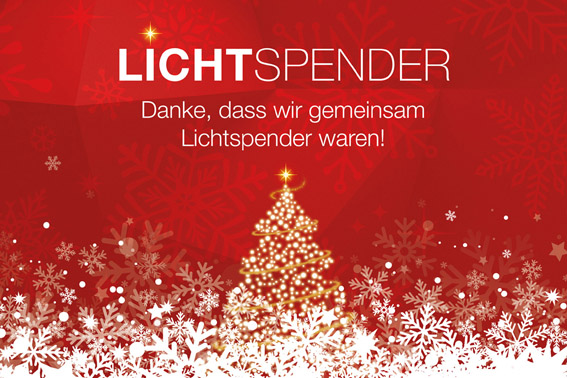 LICHTSPENDER
Danke, dass wir gemeinsam
Lichtspender waren!